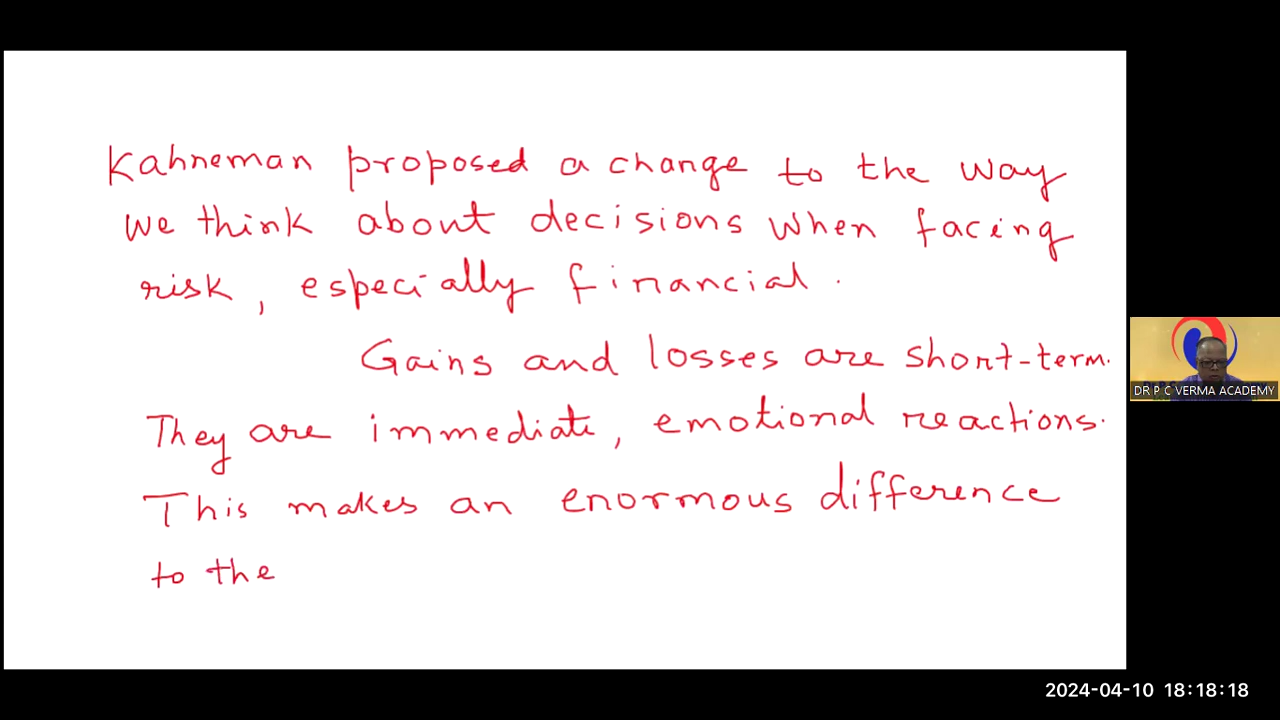 Kahneman proposed a change to the way
we think about decisions when facing
risk, especially financial.
Gains and losses are short-term.
They are immediate, emotional reactions.
This makes an enormous difference
to the
DR P C VERMA ACADEMY
2024-04-10 18:18:18